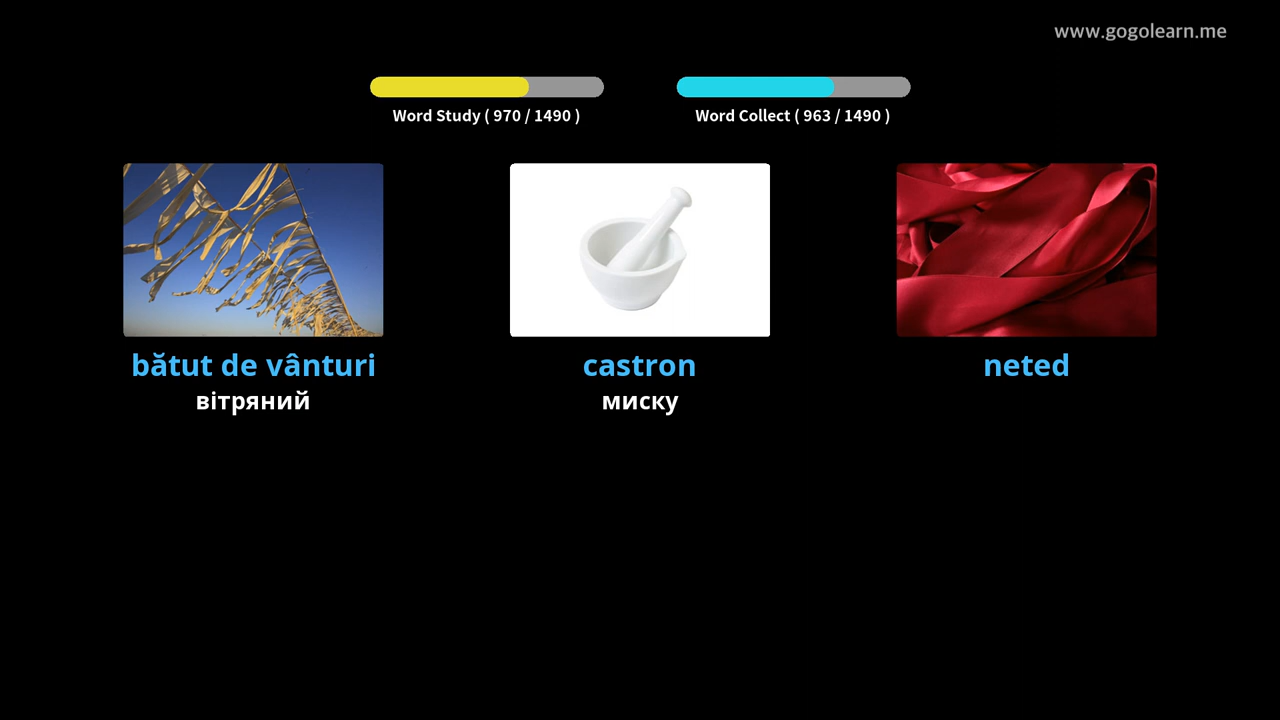 www.gogolearn.me
Word Study ( 970 / 1490 )
Word Collect ( 963 / 1490 )
bătut de vânturi
вітряний
castron
миску
neted